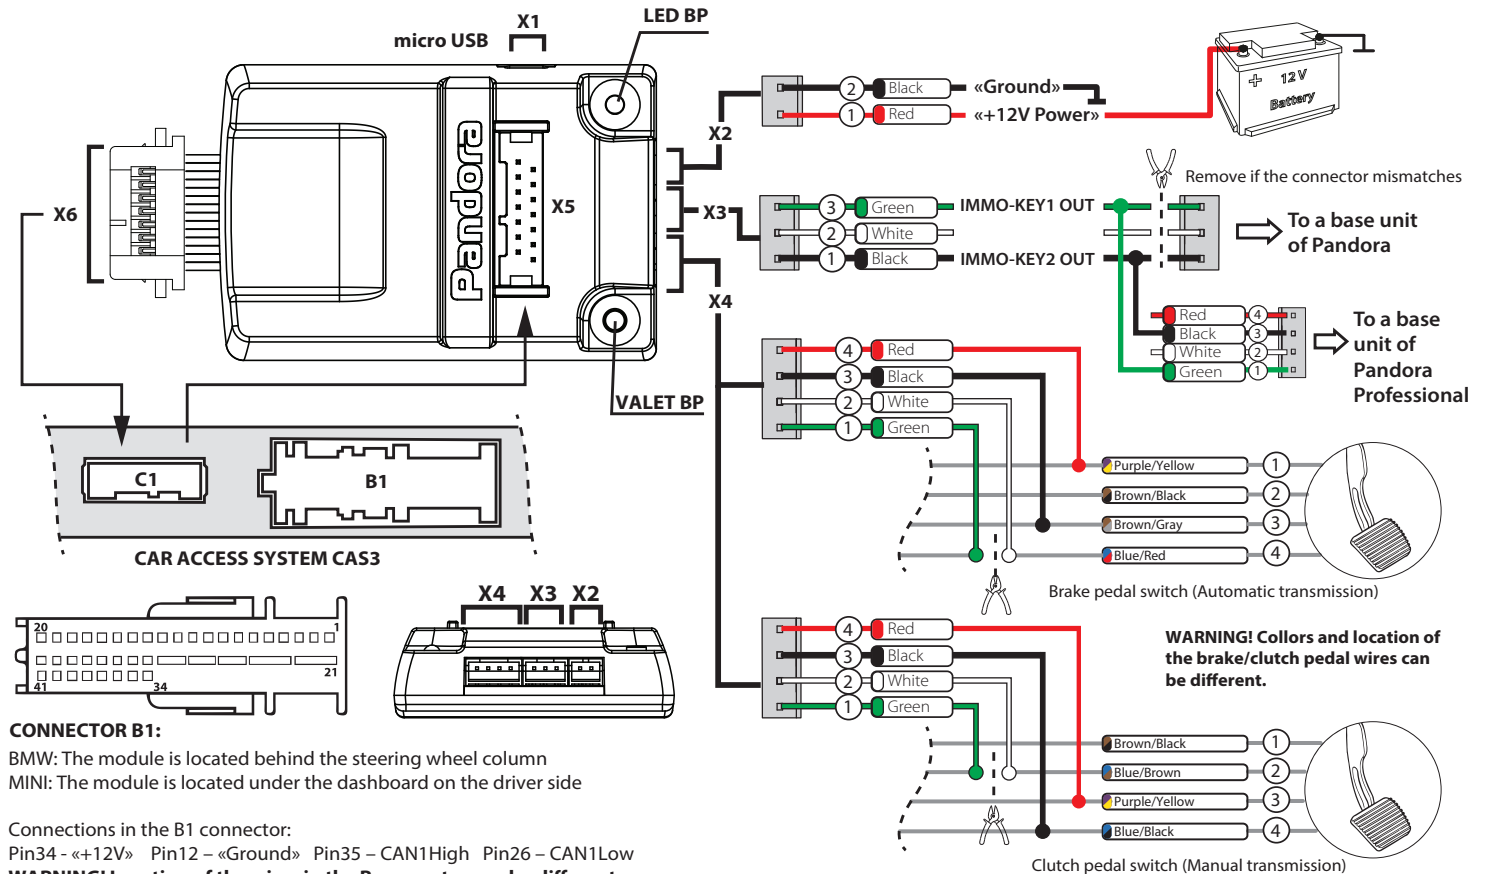 LED BP
X1
micro USB
X2
2 Black «Ground»
1 Red «+12V Power»
+ 12V
Battery
Remove if the connector mismatches
X6
Pandora
X5
X3
3 Green IMMO-KEY1 OUT
2 White
1 Black IMMO-KEY2 OUT
To a base unit
of Pandora
X4
Red 4
Black 3
White 2
Green 1
To a base
unit of
Pandora
Professional
VALET BP
4 Red
3 Black
2 White
1 Green
Purple/Yellow 1
Brown/Black 2
Brown/Gray 3
Blue/Red 4
Brake pedal switch (Automatic transmission)
C1
B1
CAR ACCESS SYSTEM CAS3
X4 X3 X2
20 1
21
41 34
4 Red
3 Black
2 White
1 Green
WARNING! Collors and location of
the brake/clutch pedal wires can
be different.
Brown/Black 1
Blue/Brown 2
Purple/Yellow 3
Blue/Black 4
Clutch pedal switch (Manual transmission)
CONNECTOR B1:
BMW: The module is located behind the steering wheel column
MINI: The module is located under the dashboard on the driver side
Connections in the B1 connector:
Pin34 - «+12V» Pin12 – «Ground» Pin35 – CAN1High Pin26 – CAN1Low